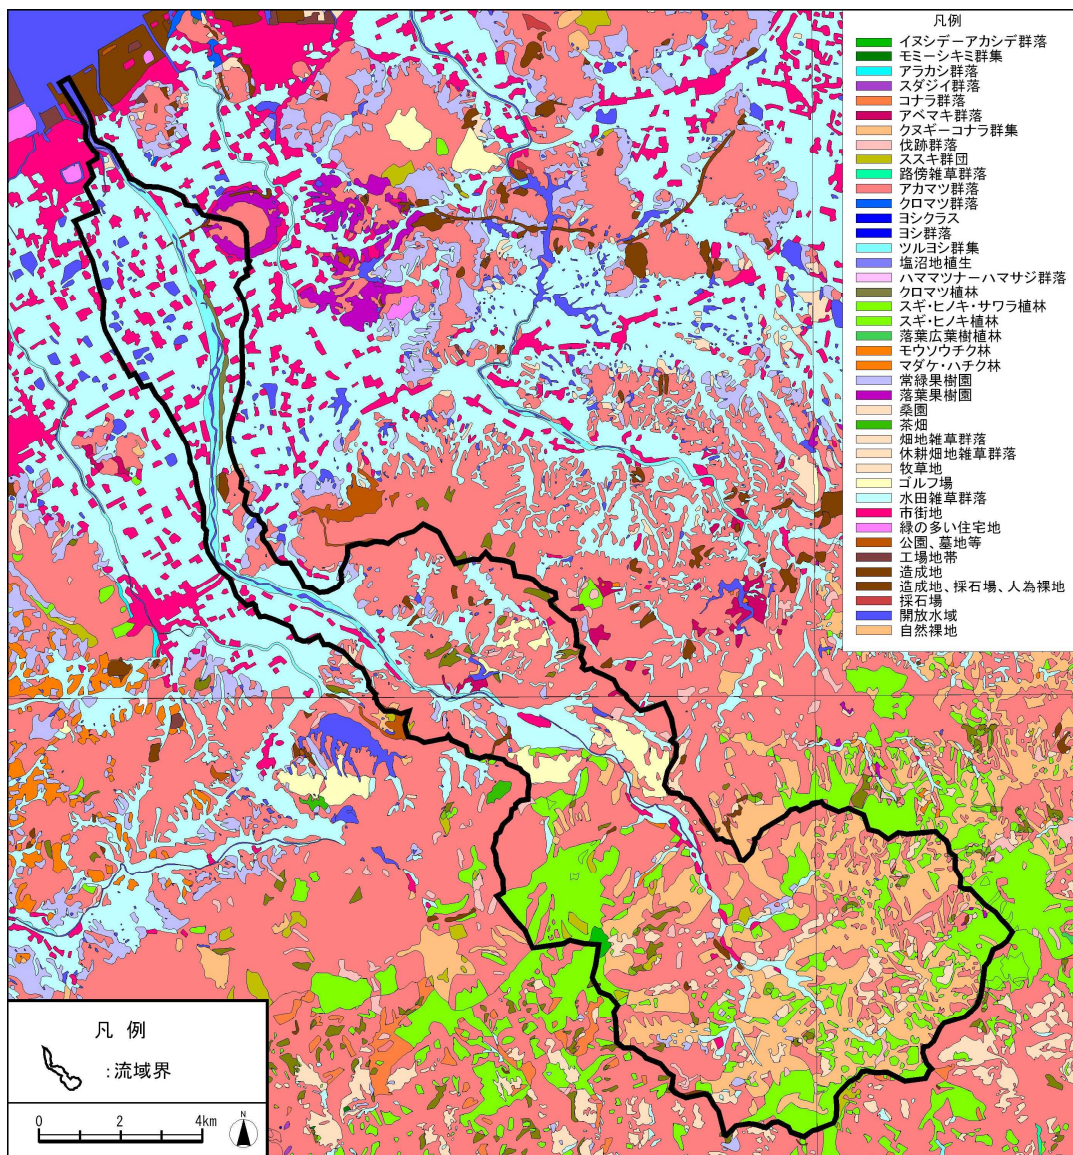 凡例
イヌシデーアカシデ群落
モミーシキミ群集
アラカシ群落
スダジイ群落
コナラ群落
アベマキ群落
クヌギーコナラ群集
伐跡群落
ススキ群団
路傍雑草群落
アカマツ群落
クロマツ群落
ヨシクラス
ヨシ群落
ツルヨシ群集
塩沼地植生
ハママツナーハマサジ群落
クロマツ植林
スギ・ヒノキ・サワラ植林
スギ・ヒノキ植林
落葉広葉樹植林
モウソウチク林
マダケ・ハチク林
常緑果樹園
落葉果樹園
桑園
茶畑
畑地雑草群落
休耕畑地雑草群落
牧草地
ゴルフ場
水田雑草群落
市街地
緑の多い住宅地
公園、墓地等
工場地帯
造成地
造成地、採石場、人為裸地
採石場
開放水域
自然裸地
凡 例
:流域界
0 2 4km
N